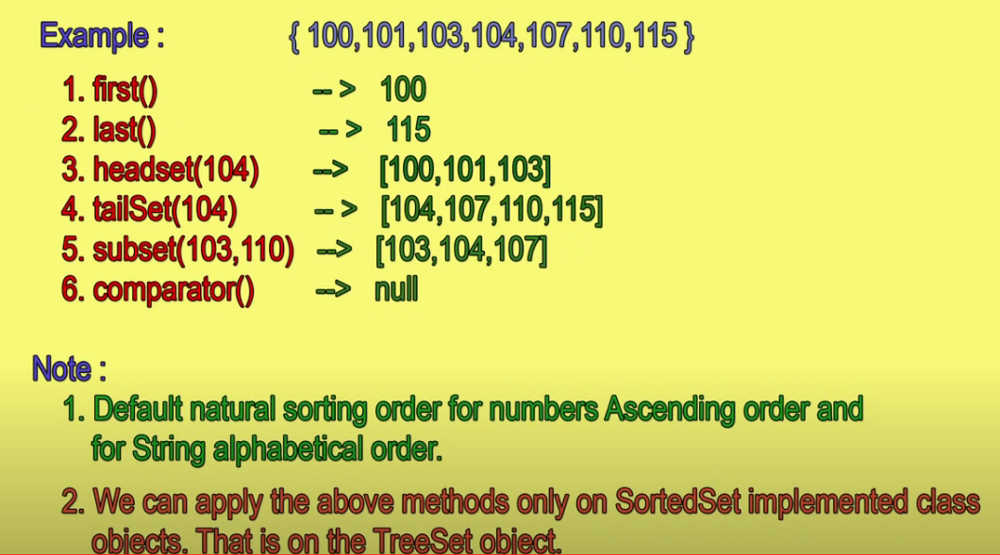 Example : { 100,101,103,104,107,110,115 }
1. first() -- > 100
2. last() -- > 115
3. headset(104) --> [100,101,103]
4. tailSet(104) -- > [104,107,110,115]
5. subset(103,110) --> [103,104,107]
6. comparator() --> null
Note :
1. Default natural sorting order for numbers Ascending order and
for String alphabetical order.
2. We can apply the above methods only on SortedSet implemented class
objects. That is on the TreeSet object.